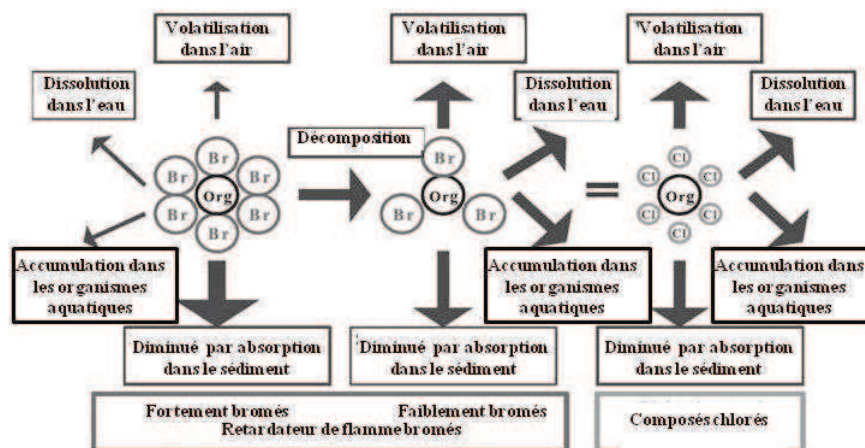 Volatilisation
dans l'air
Volatilisation
dans l'air
Volatilisation
dans l'air
Dissolution
dans l'eau
Dissolution
dans l'eau
Dissolution
dans l'eau
Décomposition
Br
Br
Br
Org
Br
Br
Br
Br
Org
Br
Br
=
Cl
Cl
Cl
Org
Cl
Cl
Cl
Accumulation dans
les organismes
aquatiques
Accumulation dans
les organismes
aquatiques
Accumulation dans
les organismes
aquatiques
Diminué par absorption
dans le sédiment
Diminué par absorption
dans le sédiment
Diminué par absorption
dans le sédiment
Fortement bromés
Faiblement bromés
Retardateur de flamme bromés
Composés chlorés